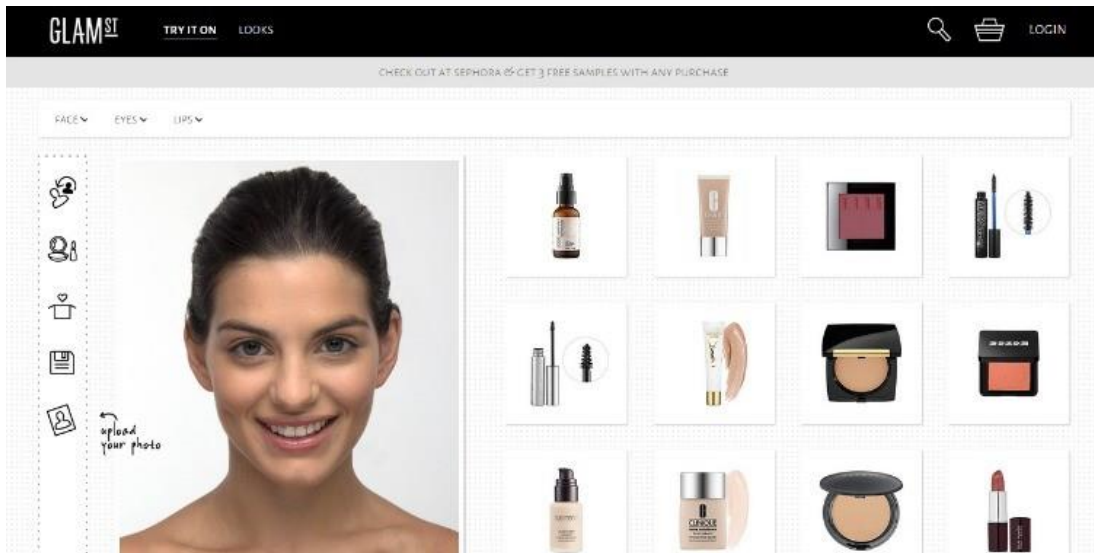 GLAMST
TRY IT ON
LOOKS
LOGIN
CHECK OUT AT SEPHORA & GET 3 FREE SAMPLES WITH ANY PURCHASE
FACE
EYES
LIPS
upload
your photo
CLINIQUE